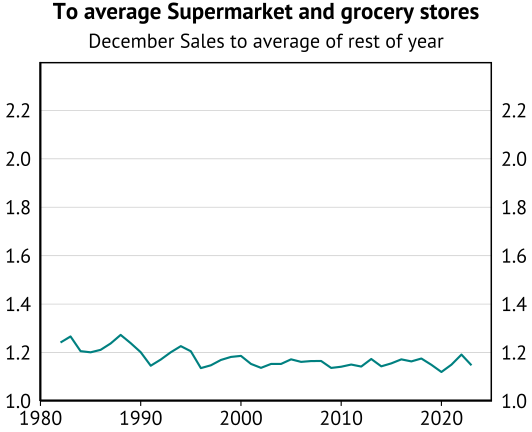 To average Supermarket and grocery stores
December Sales to average of rest of year
2.2 2.2
2.0 2.0
1.8 1.8
1.6 1.6
1.4 1.4
1.2 1.2
1.0 1.0
1980 1990 2000 2010 2020